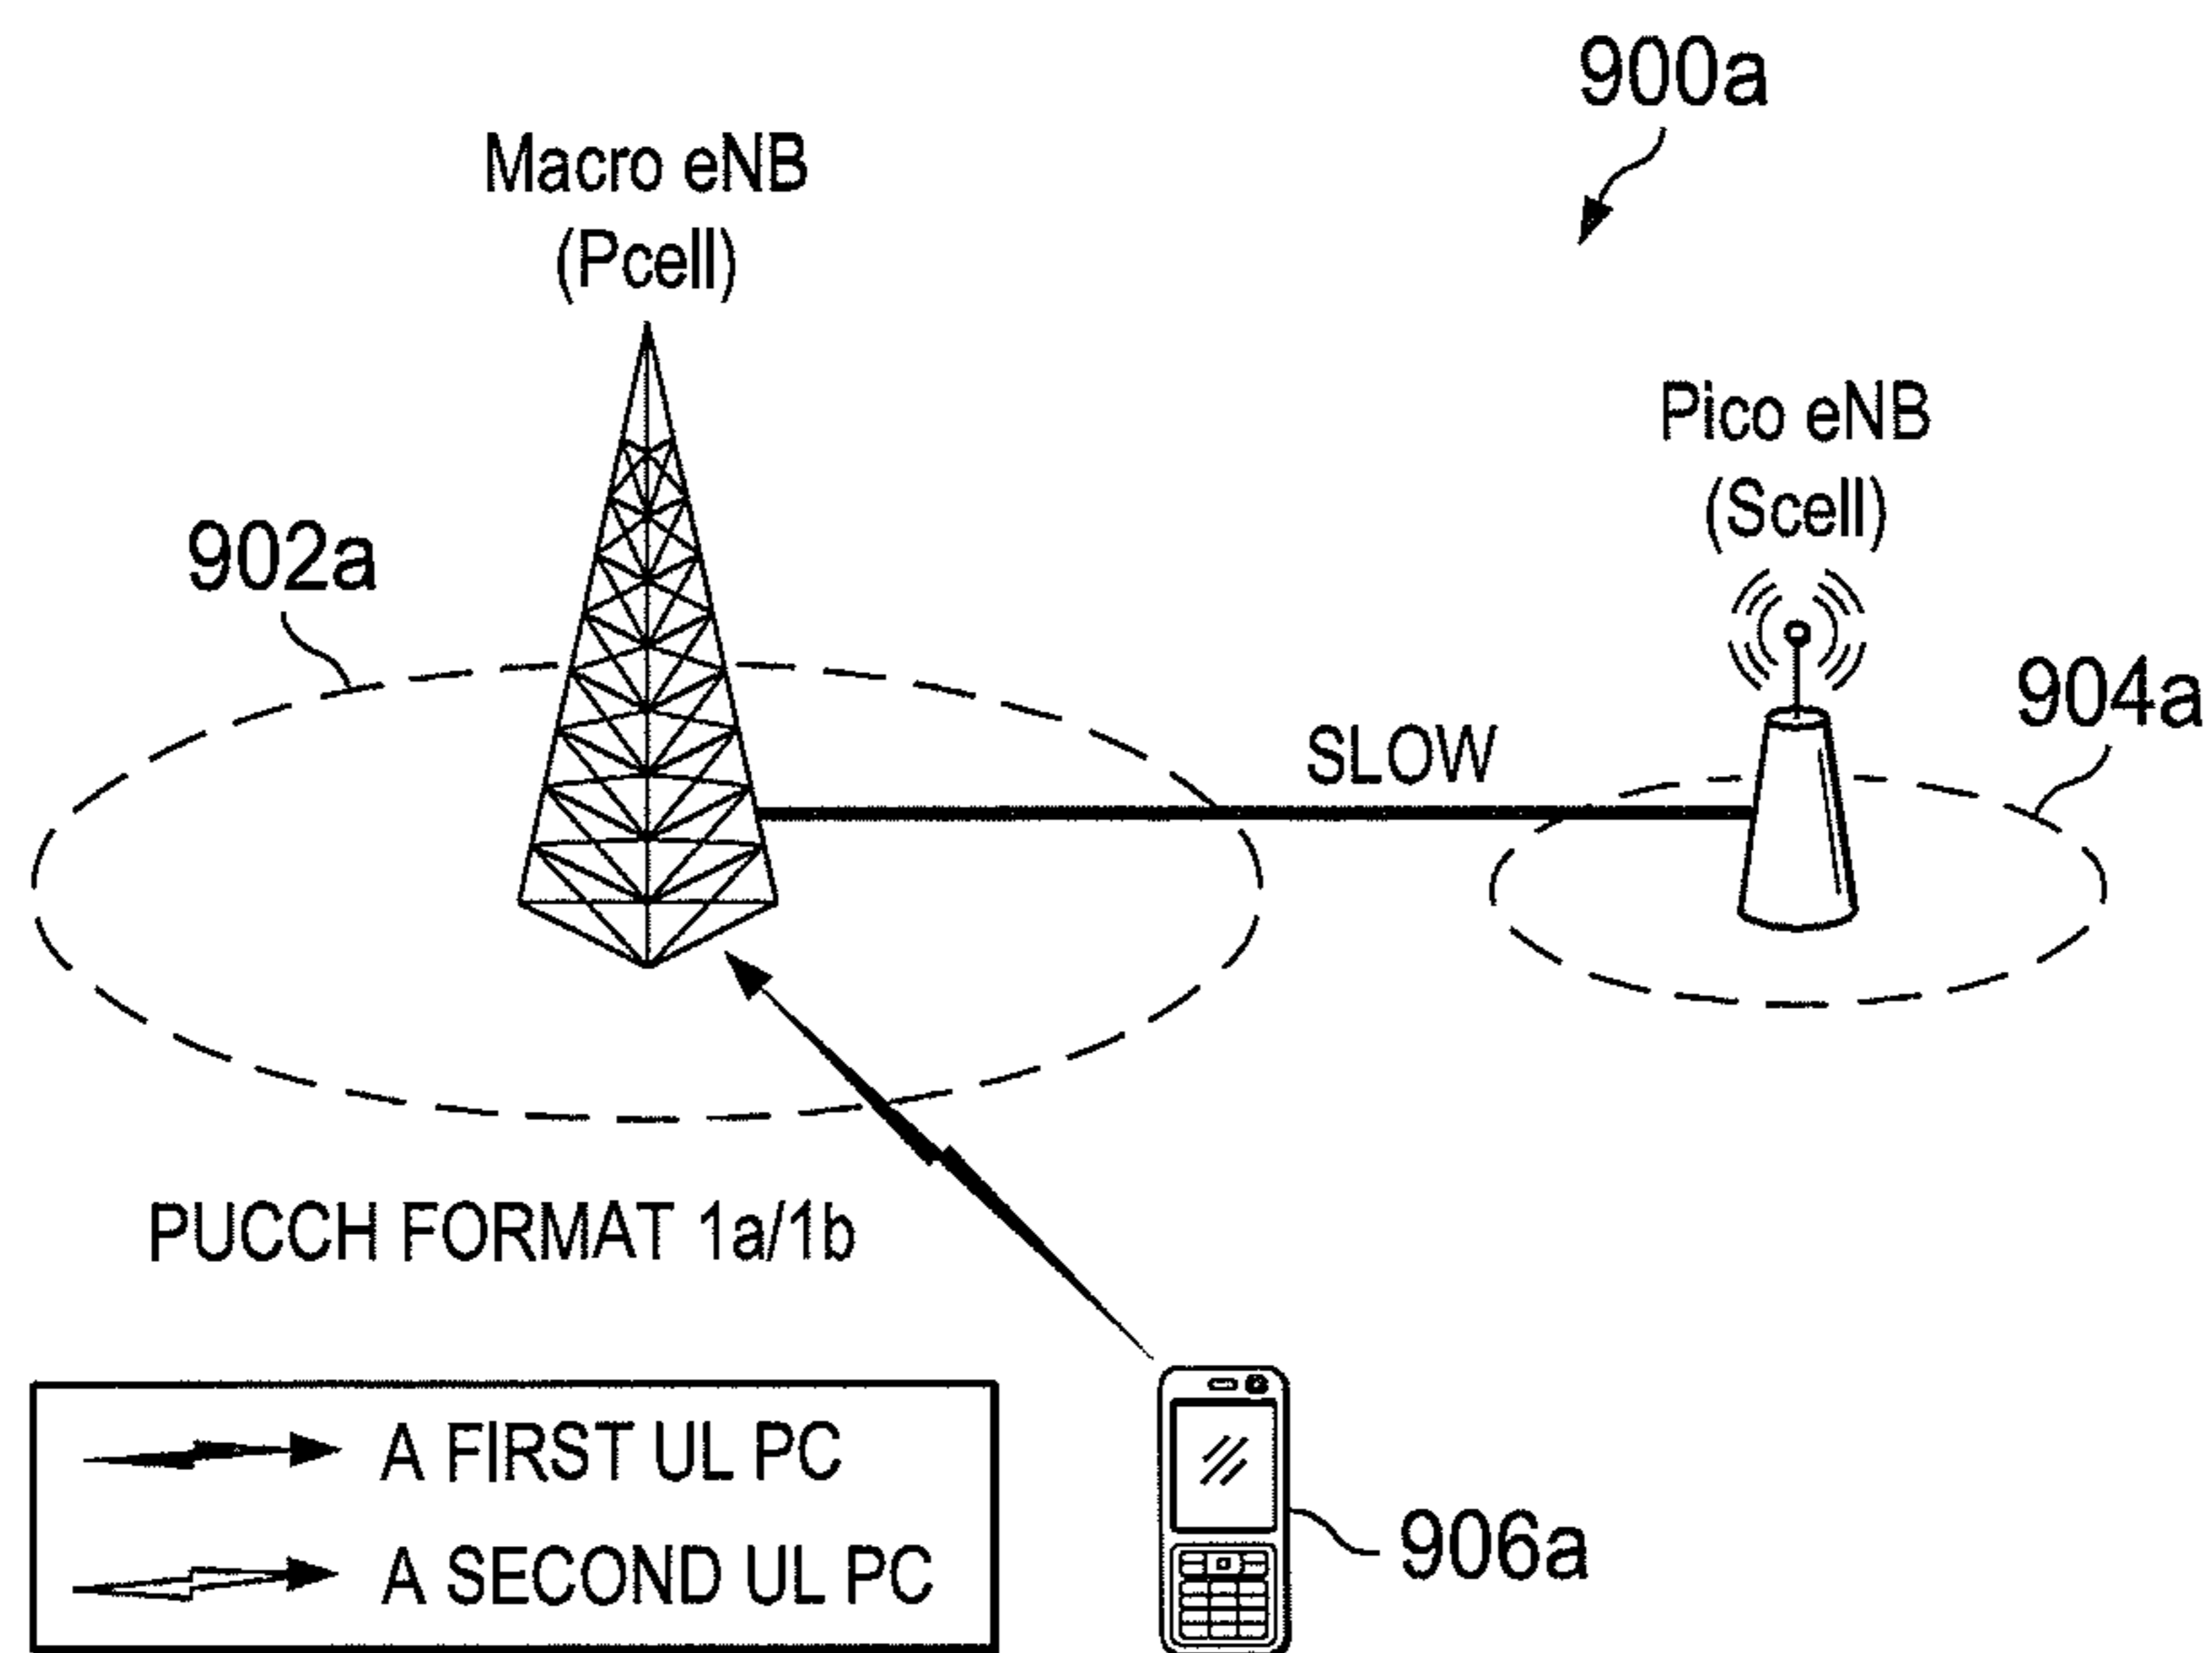 900a
Macro eNB
(Pcell)
Pico eNB
(Scell)
902a
904a
SLOW
PUCCH FORMAT 1a/1b
A FIRST UL PC
A SECOND UL PC
906a